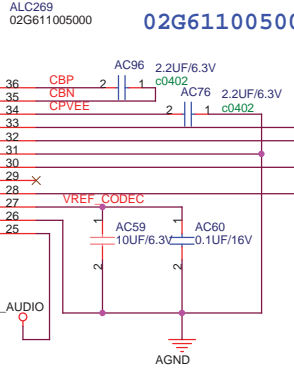 ALC269
02G611005000
02G61100500
AC96
2.2UF/6.3V
c0402
36 CBP 2 1
35 CBN
AC76
2.2UF/6.3V
c0402
34 CPVEE 2 1
33
32
31
30
29
28
27 VREF_CODEC
26
25
1 1
AC59
10UF/6.3V
AC60
0.1UF/16V
2 2
_AUDIO
AGND